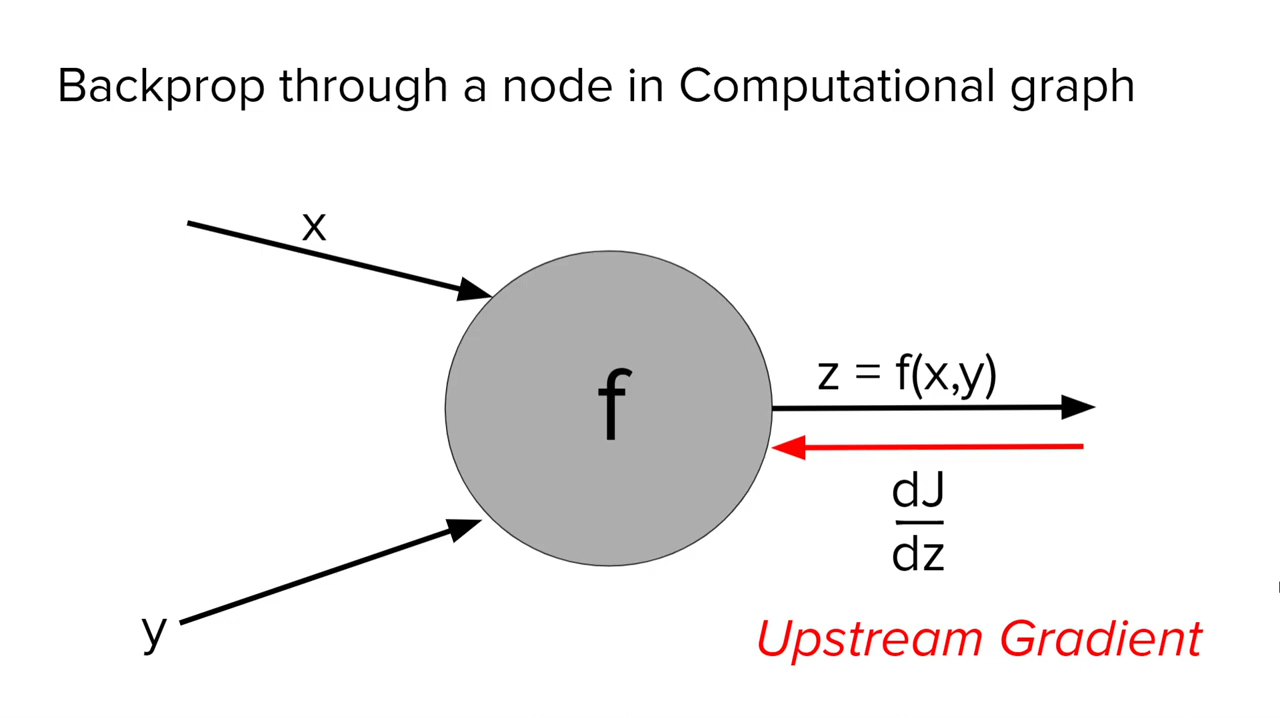 Backprop through a node in Computational graph
x
f
z = f(x,y)
dJ
dz
y
Upstream Gradient